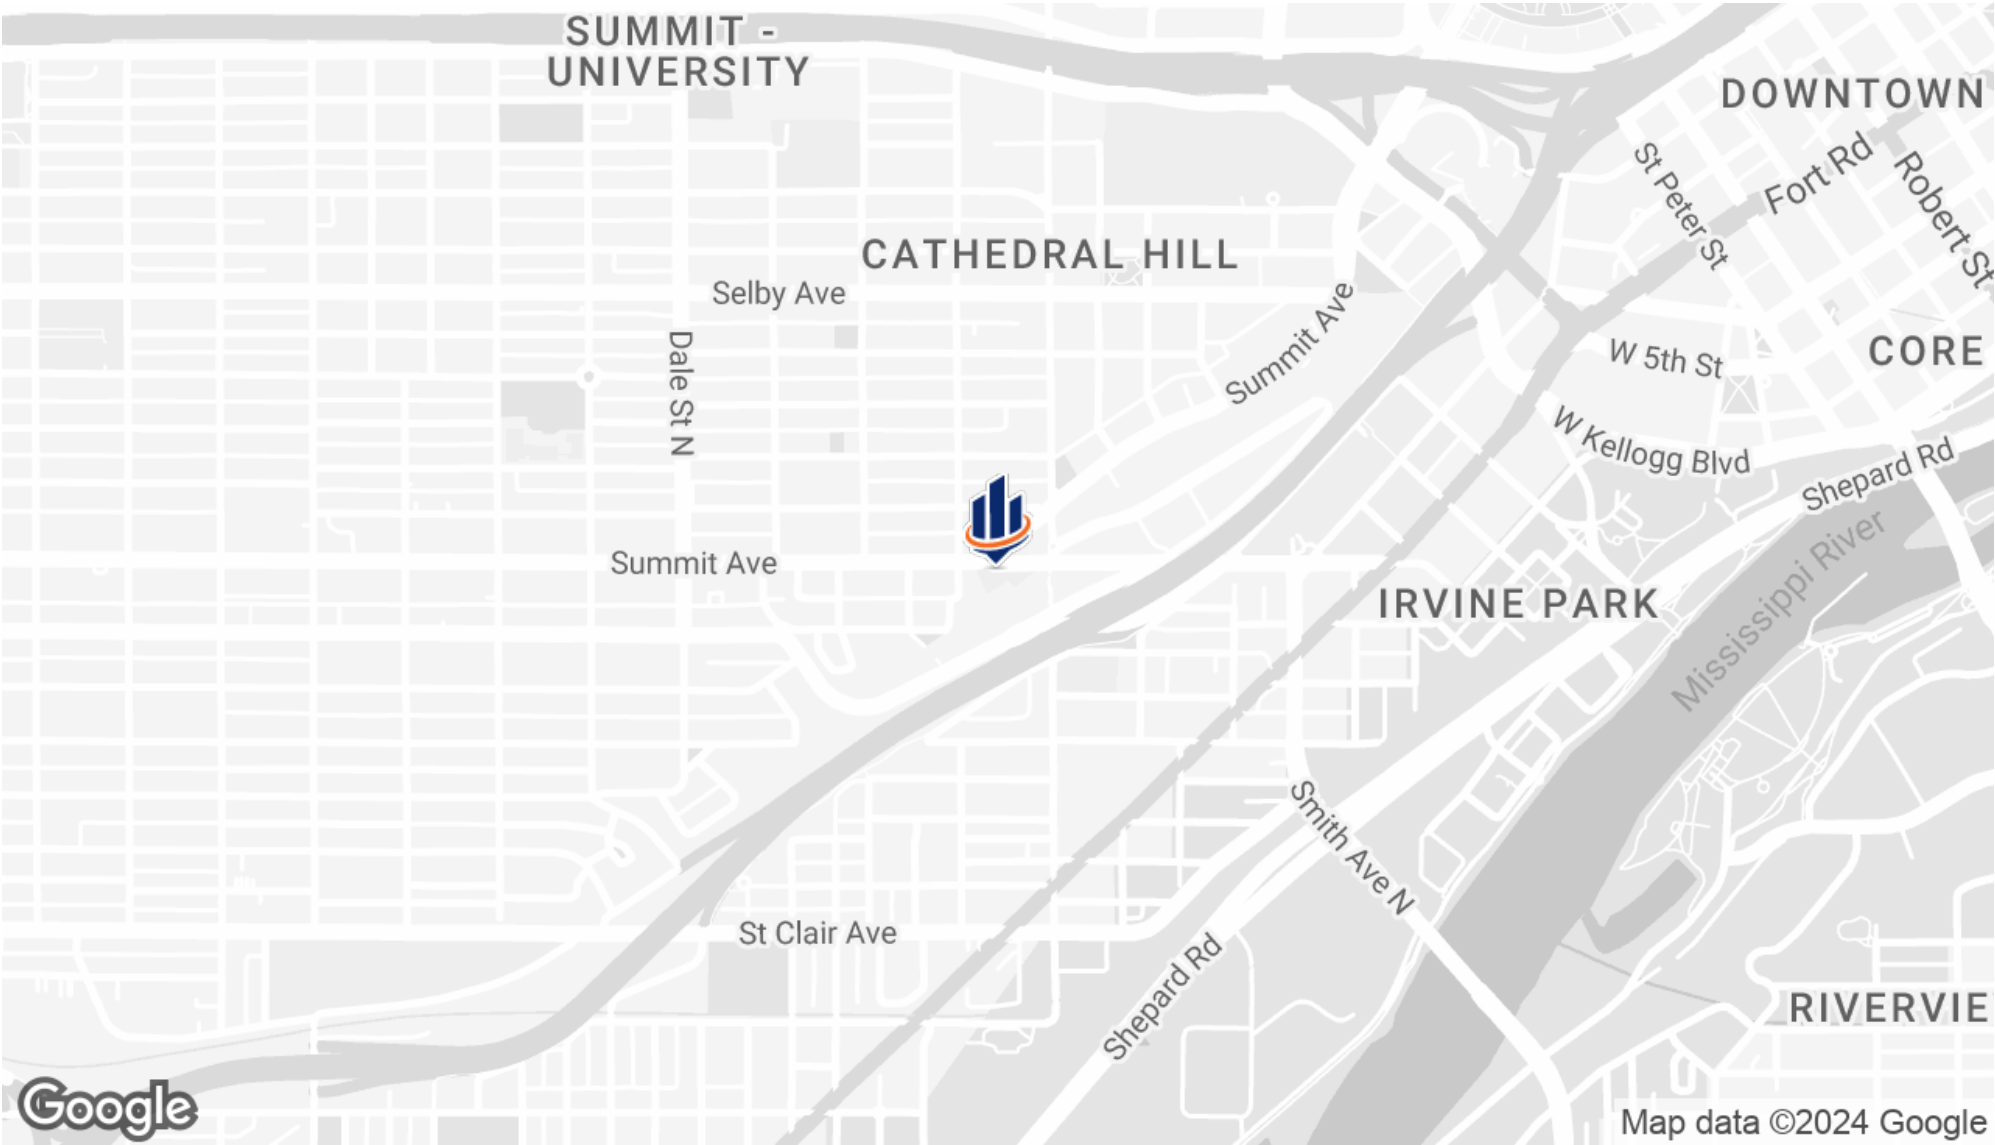 SUMMIT -
UNIVERSITY
DOWNTOWN
St Peter St
Fort Rd
Robert St
CATHEDRAL HILL
Selby Ave
Summit Ave
Dale St N
W 5th St
CORE
W Kellogg Blvd
Shepard Rd
Summit Ave
Mississippi River
IRVINE PARK
Smith Ave N
St Clair Ave
Shepard Rd
RIVERVIE
Google
Map data ©2024 Google